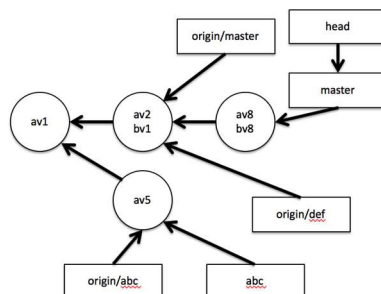 origin/master
head
master
av1
av2
bv1
av8
bv8
av5
origin/def
origin/abc
abc